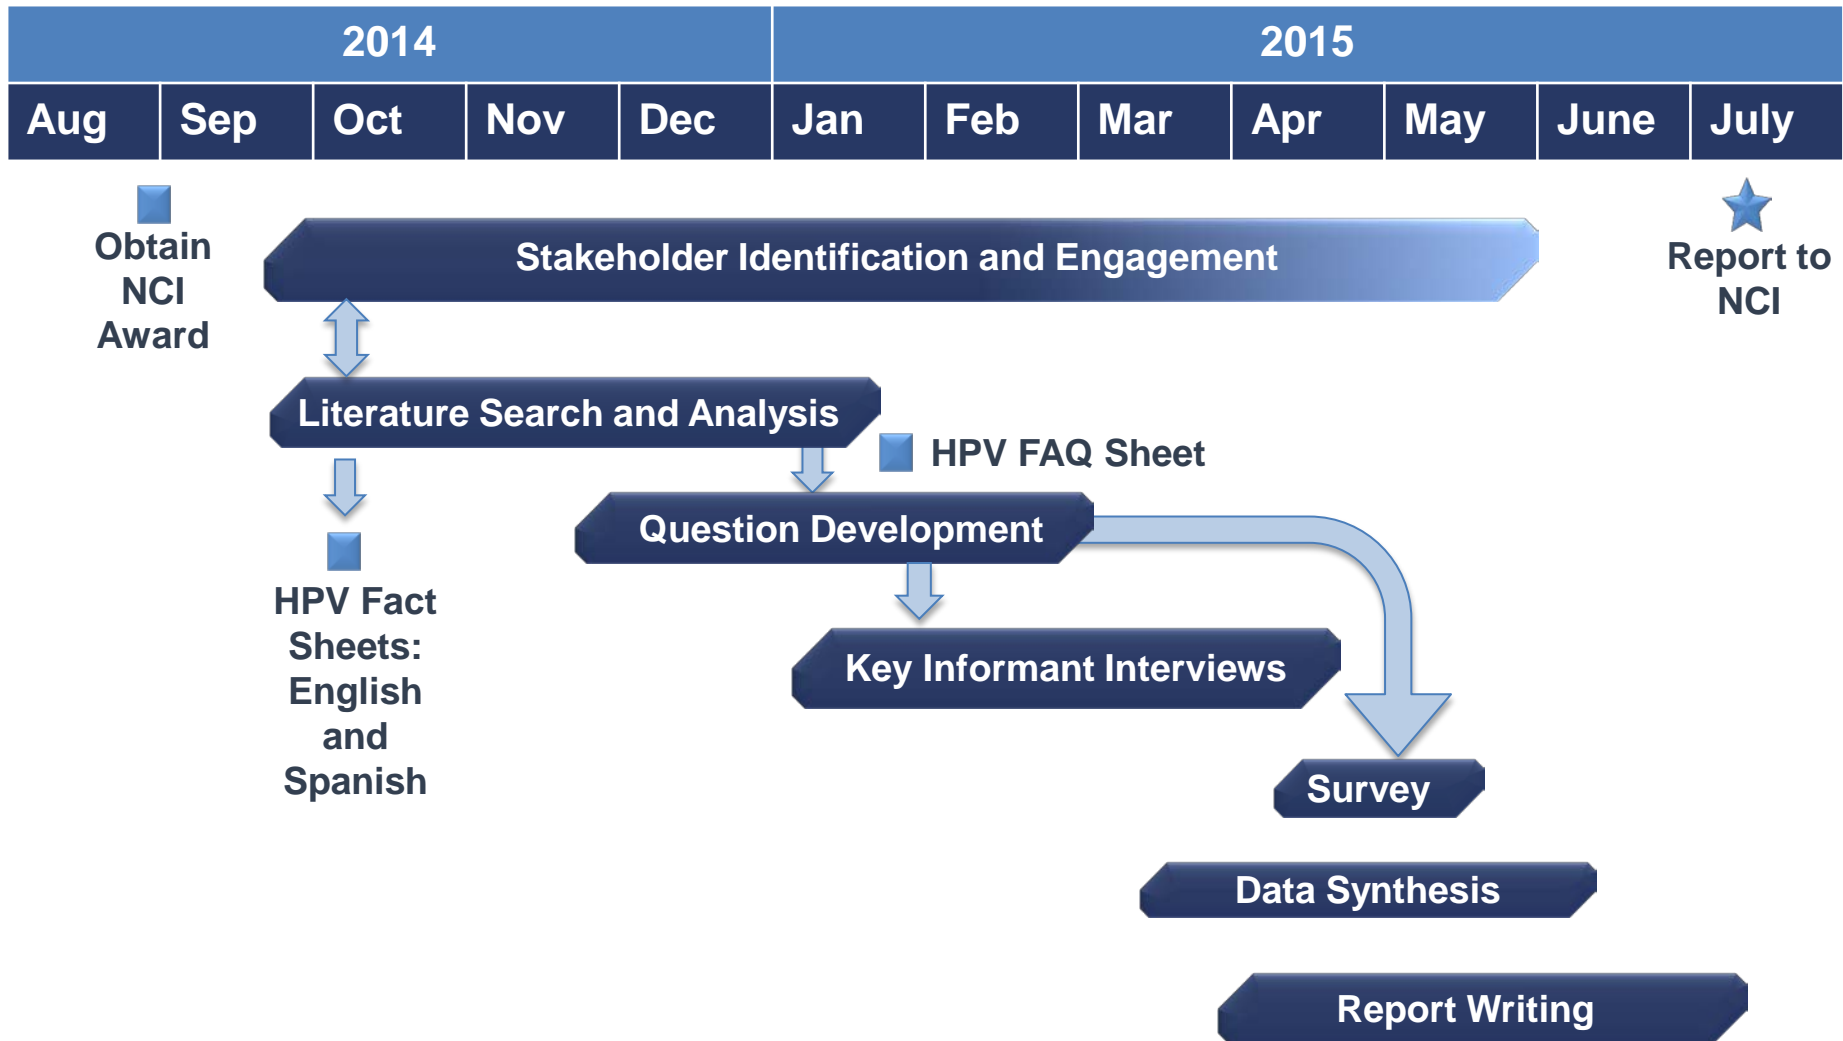 2014
2015
Aug
Sep
Oct
Nov
Dec
Jan
Feb
Mar
Apr
May
June
July
Obtain
NCI
Award
Stakeholder Identification and Engagement
Report to
NCI
Literature Search and Analysis
HPV FAQ Sheet
Question Development
HPV Fact
Sheets:
English
and
Spanish
Key Informant Interviews
Survey
Data Synthesis
Report Writing